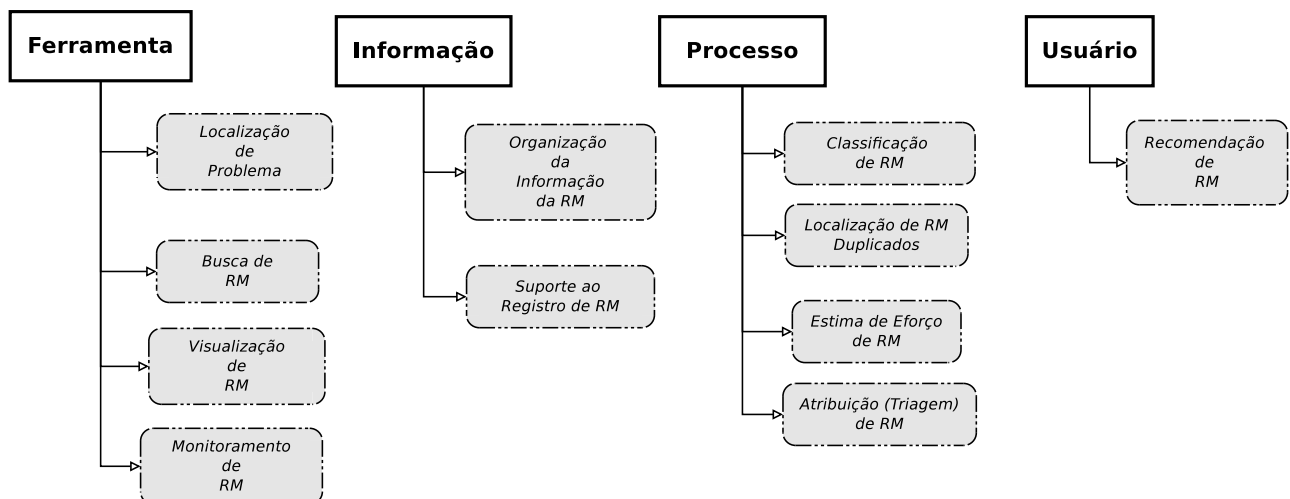 Ferramenta
Localização
de
Problema
Busca de
RM
Visualização
de
RM
Monitoramento
de
RM
Informação
Organização
da
Informação
da RM
Suporte ao
Registro de RM
Processo
Classificação
de RM
Localização de RM
Duplicados
Estima de Eforço
de RM
Atribuição (Triagem)
de RM
Usuário
Recomendação
de
RM